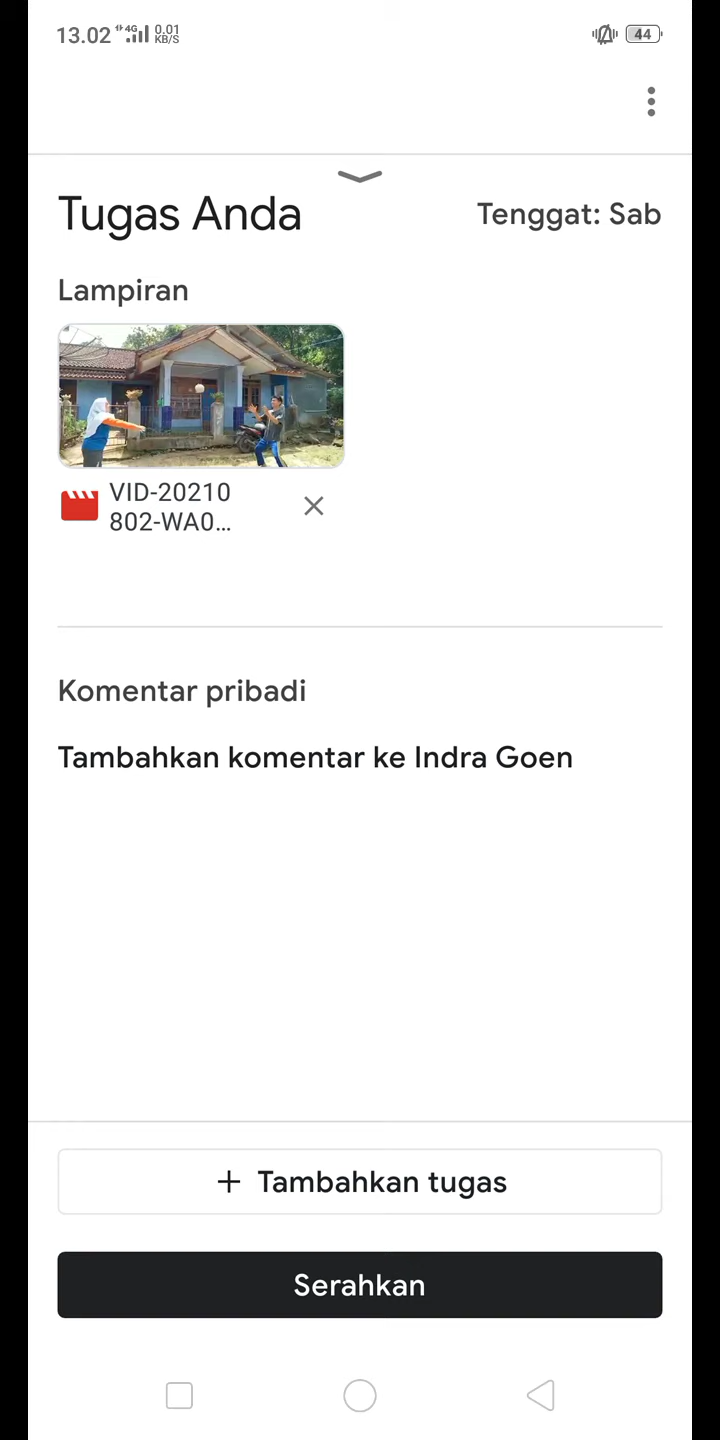 13.02 4G 0.01 KB/S 44
Tugas Anda
Tenggat: Sab
Lampiran
VID-20210
802-WA0...
Komentar pribadi
Tambahkan komentar ke Indra Goen
+ Tambahkan tugas
Serahkan